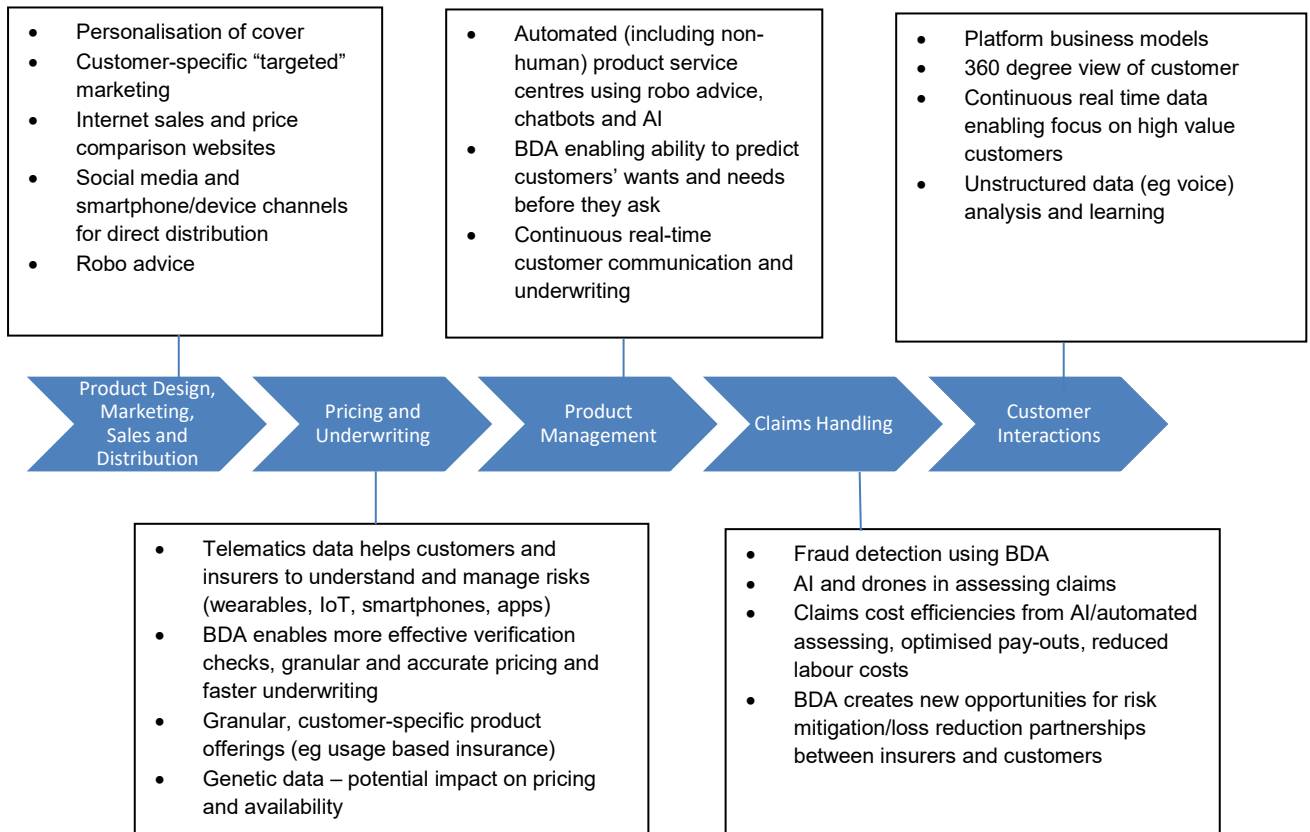 • Personalisation of cover
• Customer-specific “targeted”
marketing
• Internet sales and price
comparison websites
• Social media and
smartphone/device channels
for direct distribution
• Robo advice
• Automated (including non-
human) product service
centres using robo advice,
chatbots and AI
• BDA enabling ability to predict
customers’ wants and needs
before they ask
• Continuous real-time
customer communication and
underwriting
• Platform business models
• 360 degree view of customer
• Continuous real time data
enabling focus on high value
customers
• Unstructured data (eg voice)
analysis and learning
Product Design,
Marketing,
Sales and
Distribution
Pricing and
Underwriting
Product
Management
Claims Handling
Customer
Interactions
• Telematics data helps customers and
insurers to understand and manage risks
(wearables, IoT, smartphones, apps)
• BDA enables more effective verification
checks, granular and accurate pricing and
faster underwriting
• Granular, customer-specific product
offerings (eg usage based insurance)
• Genetic data – potential impact on pricing
and availability
• Fraud detection using BDA
• AI and drones in assessing claims
• Claims cost efficiencies from AI/automated
assessing, optimised pay-outs, reduced
labour costs
• BDA creates new opportunities for risk
mitigation/loss reduction partnerships
between insurers and customers